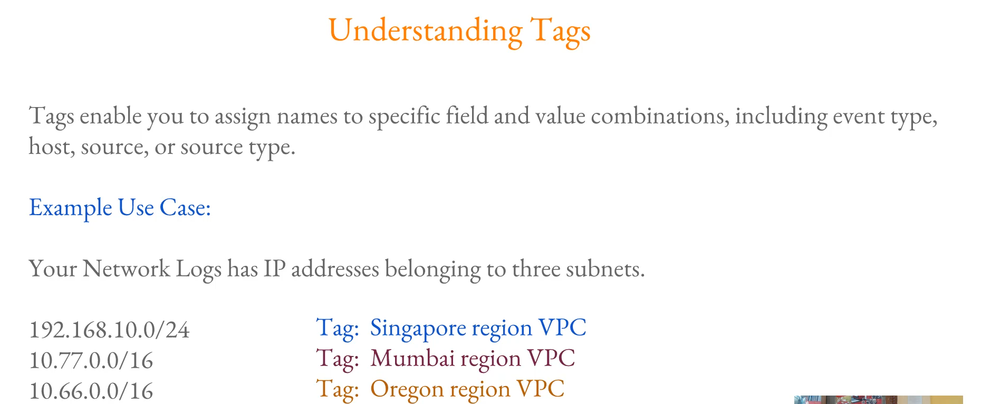 Understanding Tags
Tags enable you to assign names to specific field and value combinations, including event type,
host, source, or source type.
Example Use Case:
Your Network Logs has IP addresses belonging to three subnets.
192.168.10.0/24 Tag: Singapore region VPC
10.77.0.0/16 Tag: Mumbai region VPC
10.66.0.0/16 Tag: Oregon region VPC